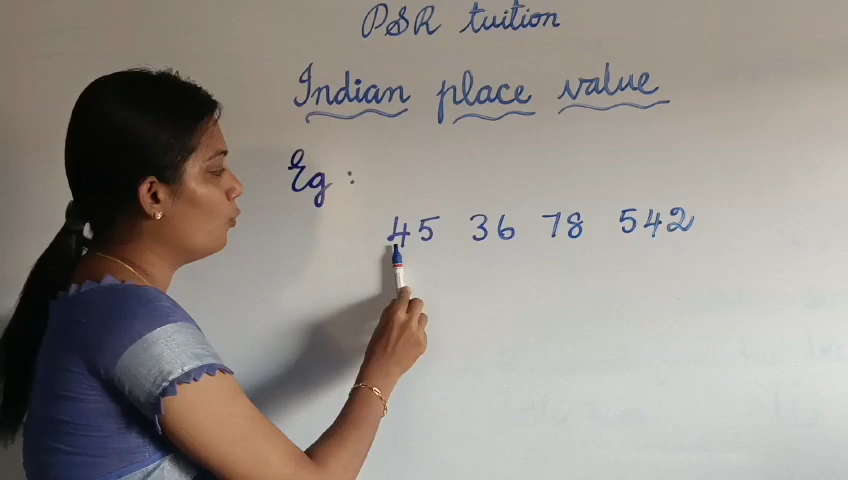 PSR tuition
Indian place value
Eg :
45 36 78 542